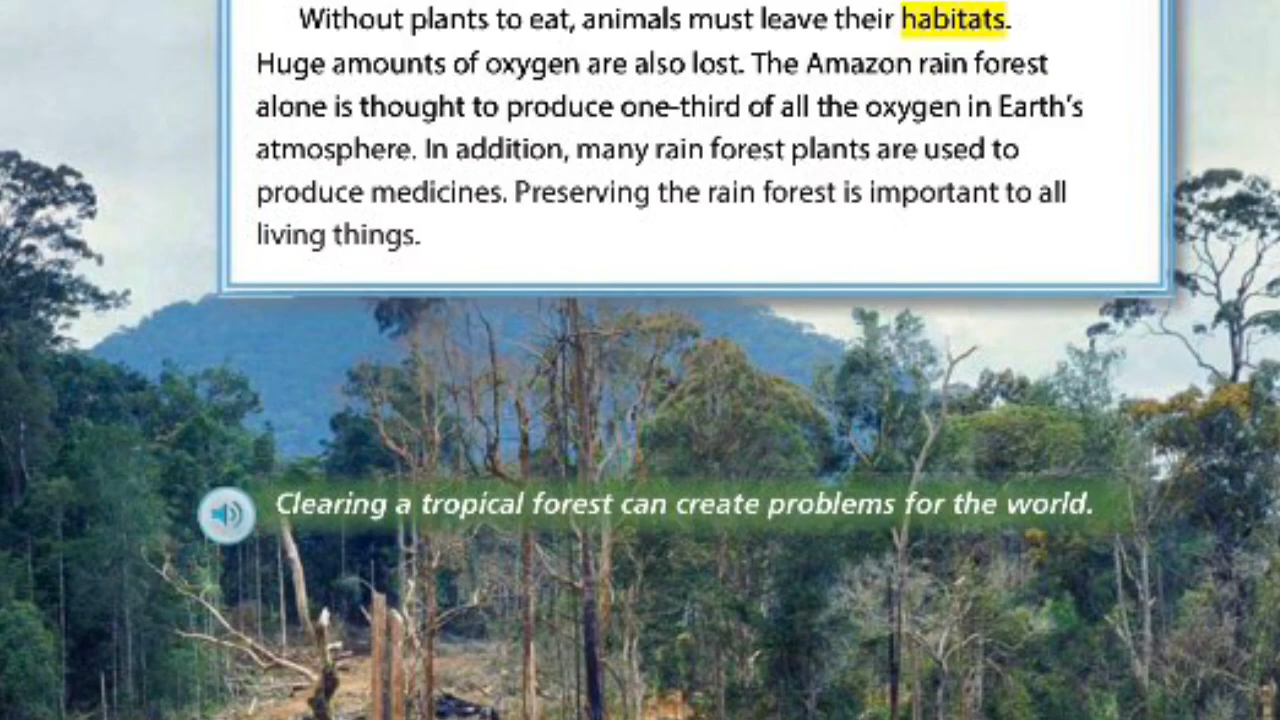 Without plants to eat, animals must leave their habitats.
Huge amounts of oxygen are also lost. The Amazon rain forest
alone is thought to produce one-third of all the oxygen in Earth's
atmosphere. In addition, many rain forest plants are used to
produce medicines. Preserving the rain forest is important to all
living things.
Clearing a tropical forest can create problems for the world.